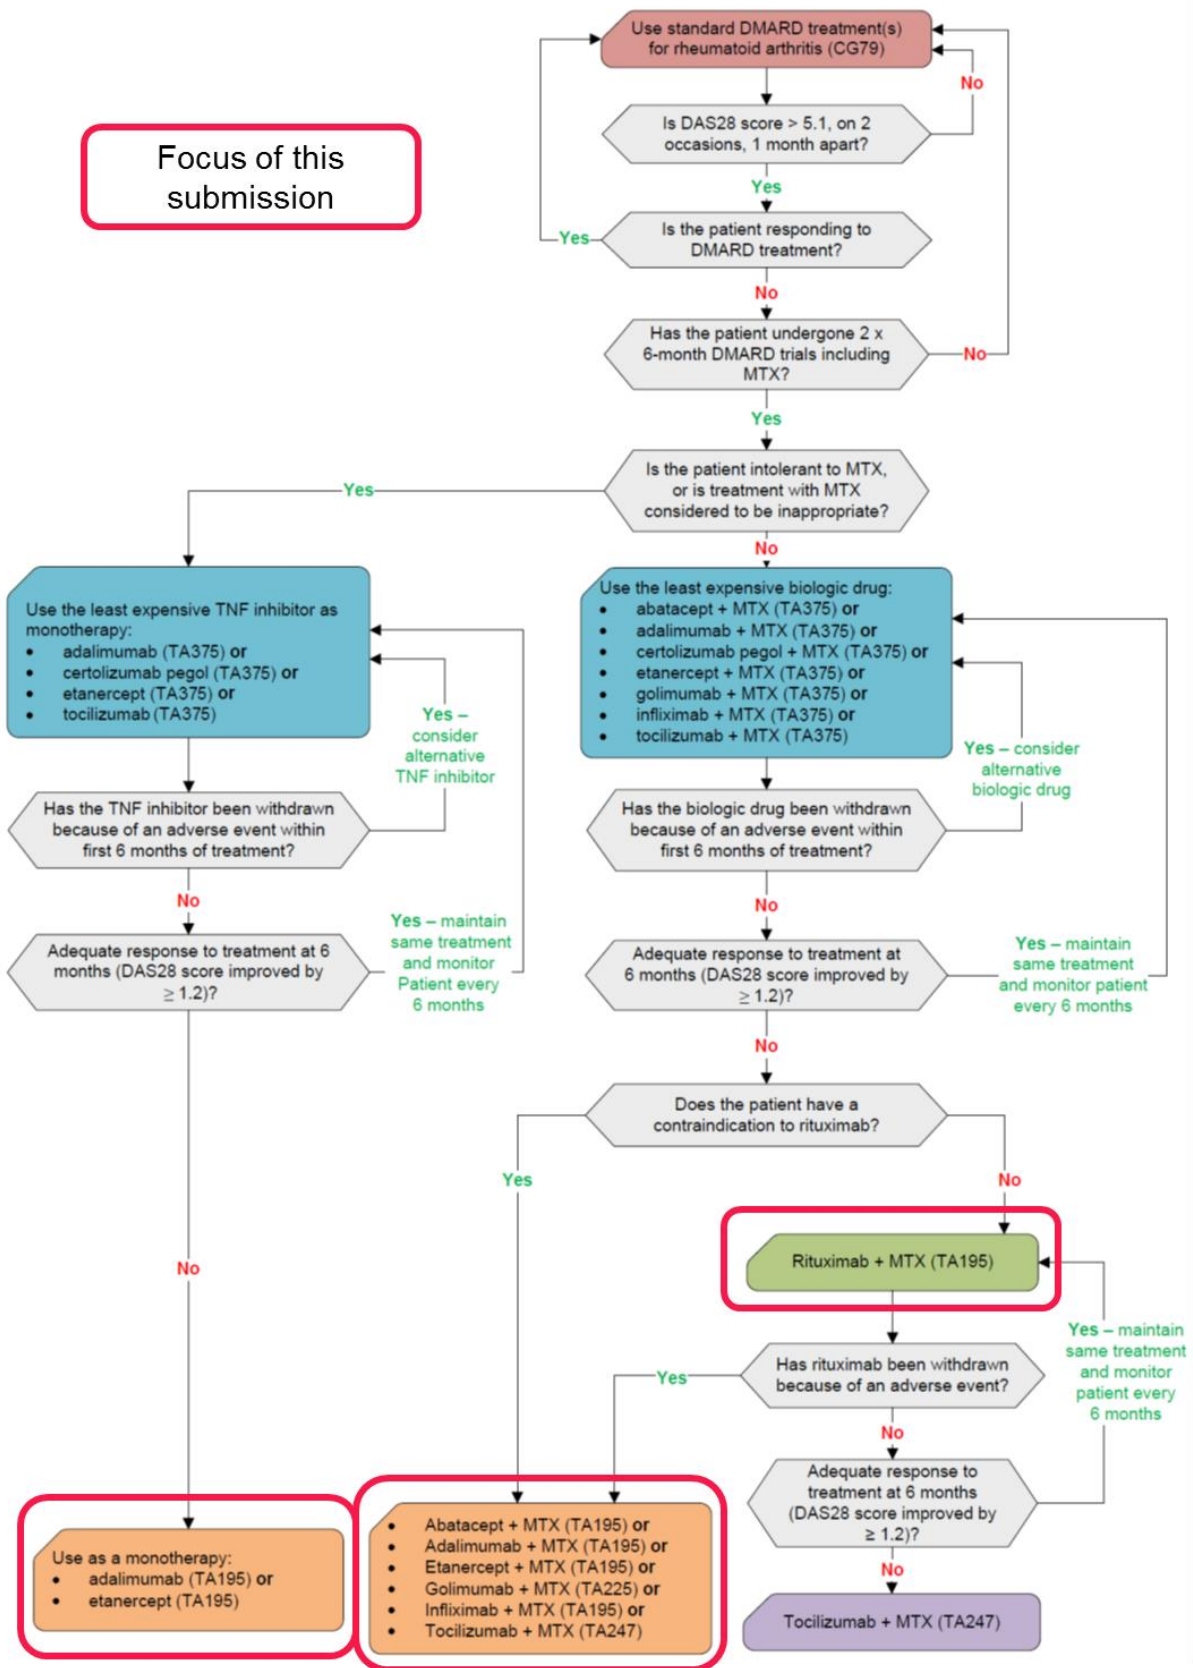 Use standard DMARD treatment(s)
for rheumatoid arthritis (CG79)
No
Focus of this
submission
Is DAS28 score > 5.1, on 2
occasions, 1 month apart?
Yes
Is the patient responding to
DMARD treatment?
Yes
No
Has the patient undergone 2 x
6-month DMARD trials including
MTX?
No
Yes
Is the patient intolerant to MTX,
or is treatment with MTX
considered to be inappropriate?
Yes
No
Use the least expensive TNF inhibitor as
monotherapy:
• adalimumab (TA375) or
• certolizumab pegol (TA375) or
• etanercept (TA375) or
• tocilizumab (TA375)
Use the least expensive biologic drug:
• abatacept + MTX (TA375) or
• adalimumab + MTX (TA375) or
• certolizumab pegol + MTX (TA375) or
• etanercept + MTX (TA375) or
• golimumab + MTX (TA375) or
• infliximab + MTX (TA375) or
• tocilizumab + MTX (TA375)
Yes –
consider
alternative
TNF inhibitor
Yes – consider
alternative
biologic drug
Has the TNF inhibitor been withdrawn
because of an adverse event within
first 6 months of treatment?
Has the biologic drug been withdrawn
because of an adverse event within
first 6 months of treatment?
No
No
Yes – maintain
same treatment
and monitor
Patient every
6 months
Adequate response to treatment at 6
months (DAS28 score improved by
≥ 1.2)?
Adequate response to treatment at
6 months (DAS28 score improved by
≥ 1.2)?
Yes – maintain
same treatment
and monitor patient
every 6 months
No
Does the patient have a
contraindication to rituximab?
Yes
No
No
Rituximab + MTX (TA195)
Yes – maintain
same treatment
and monitor
patient every
6 months
Has rituximab been withdrawn
because of an adverse event?
Yes
No
Adequate response to
treatment at 6 months
(DAS28 score improved by
≥ 1.2)?
No
Use as a monotherapy:
• adalimumab (TA195) or
• etanercept (TA195)
• Abatacept + MTX (TA195) or
• Adalimumab + MTX (TA195) or
• Etanercept + MTX (TA195) or
• Golimumab + MTX (TA225) or
• Infliximab + MTX (TA195) or
• Tocilizumab + MTX (TA247)
Tocilizumab + MTX (TA247)